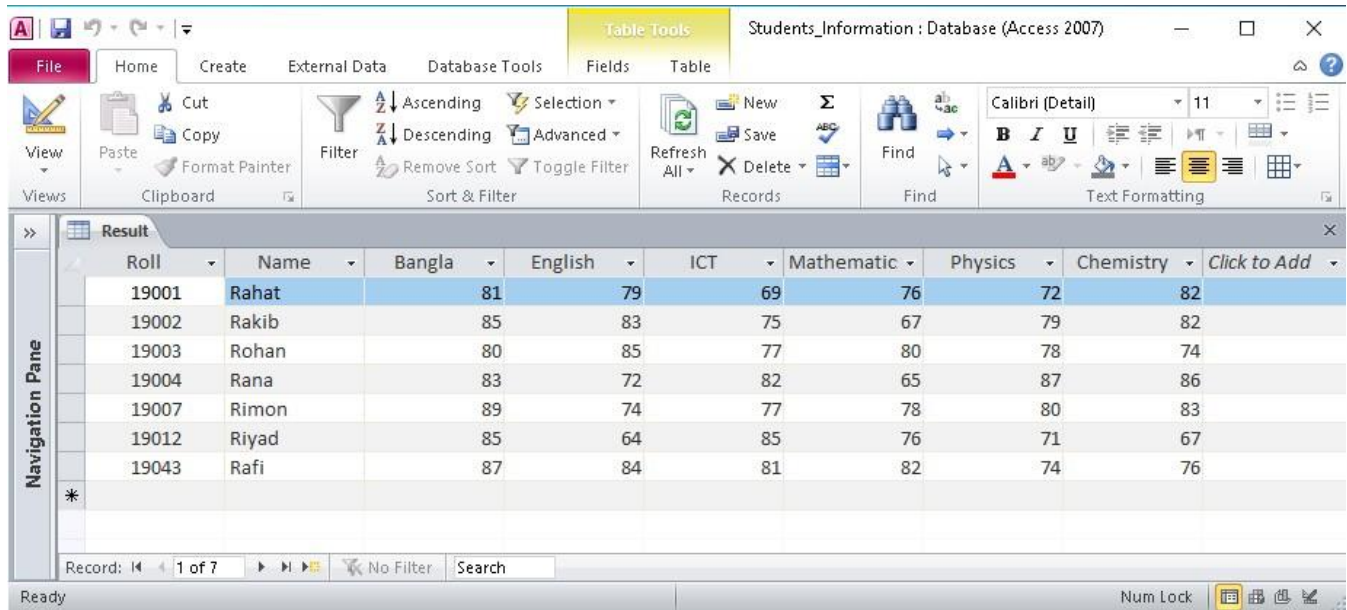 Table Tools Students_Information : Database (Access 2007)
File Home Create External Data Database Tools Fields Table
View
Views
Paste
Cut
Copy
Format Painter
Clipboard
Filter
Ascending
Descending
Remove Sort
Selection
Advanced
Toggle Filter
Sort & Filter
Refresh
All
New
Save
Delete
Records
Find
Find
Calibri (Detail) 11
B I U
Text Formatting
Navigation Pane
Result
Roll Name Bangla English ICT Mathematic Physics Chemistry Click to Add
19001 Rahat 81 79 69 76 72 82
19002 Rakib 85 83 75 67 79 82
19003 Rohan 80 85 77 80 78 74
19004 Rana 83 72 82 65 87 86
19007 Rimon 89 74 77 78 80 83
19012 Riyad 85 64 85 76 71 67
19043 Rafi 87 84 81 82 74 76
Record: 1 of 7 No Filter Search
Ready Num Lock